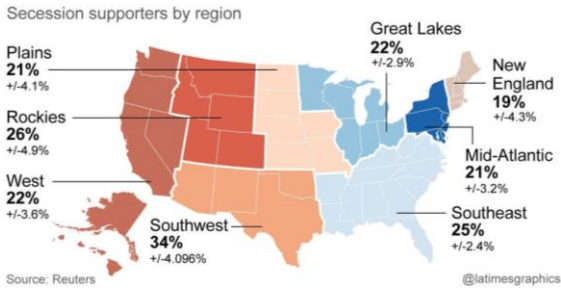 Secession supporters by region
Great Lakes
22%
+/-2.9%
Plains
21%
+/-4.1%
New
England
19%
+/-4.3%
Rockies
26%
+/-4.9%
Mid-Atlantic
21%
+/-3.2%
West
22%
+/-3.6%
Southeast
25%
+/-2.4%
Southwest
34%
+/-4.096%
Source: Reuters
@latimesgraphics